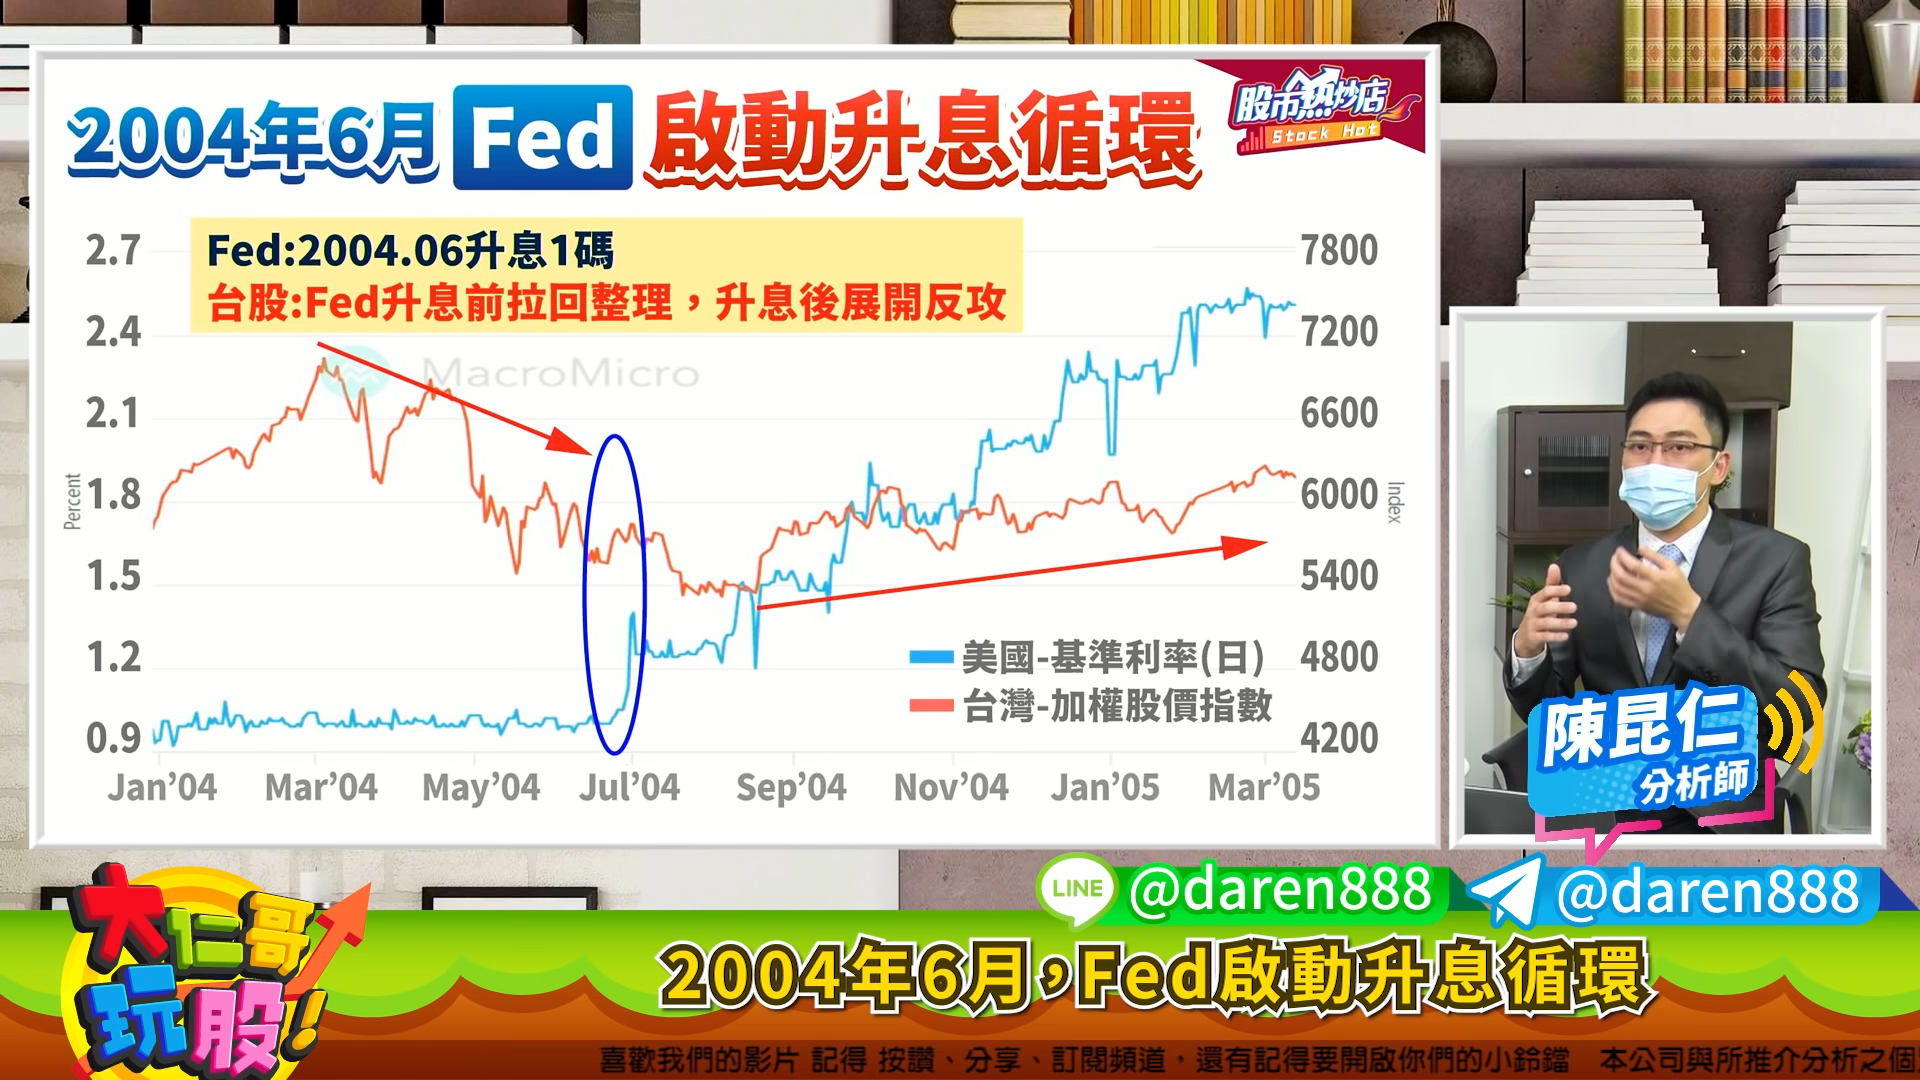 2004年6月 Fed 啟動升息循環
股市熱炒店
Stock Hot
Fed:2004.06升息1碼
台股:Fed升息前拉回整理，升息後展開反攻
MacroMicro
2.7
2.4
2.1
1.8
1.5
1.2
0.9
Percent
7800
7200
6600
6000
5400
4800
4200
Index
美國-基準利率(日)
台灣-加權股價指數
Jan’04 Mar’04 May’04 Jul’04 Sep’04 Nov’04 Jan’05 Mar’05
陳昆仁
分析師
LINE @daren888 @daren888
大仁哥
玩股!
2004年6月，Fed啟動升息循環
喜歡我們的影片 記得 按讚、分享、訂閱頻道，還有記得要開啟你們的小鈴鐺 本公司與所推介分析之個